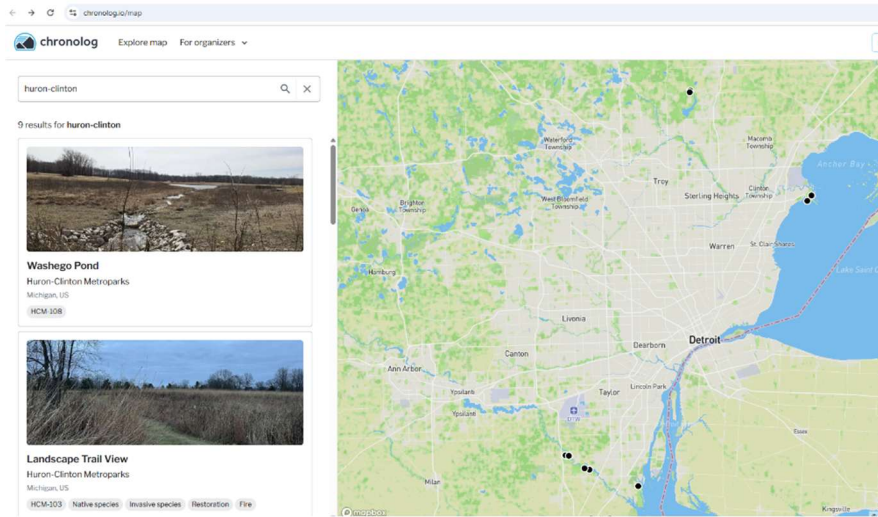 chronolog.io/map
chronolog
Explore map
For organizers
huron-clinton
9 results for huron-clinton
Washego Pond
Huron-Clinton Metroparks
Michigan, US
HCM-108
Landscape Trail View
Huron-Clinton Metroparks
Michigan, US
HCM-103 Native species Invasive species Restoration Fire
Waterford Township
Macomb Township
Anchor Bay
Troy
Sterling Heights
Clinton Township
Genoa
Brighton Township
West Bloomfield Township
Warren
St. Clair Shores
Hamburg
Livonia
Detroit
Dearborn
Canton
Ann Arbor
Lincoln Park
Ypsilanti
Taylor
Ypsilanti
DTW
Essex
Milan
Kingsville
mapbox